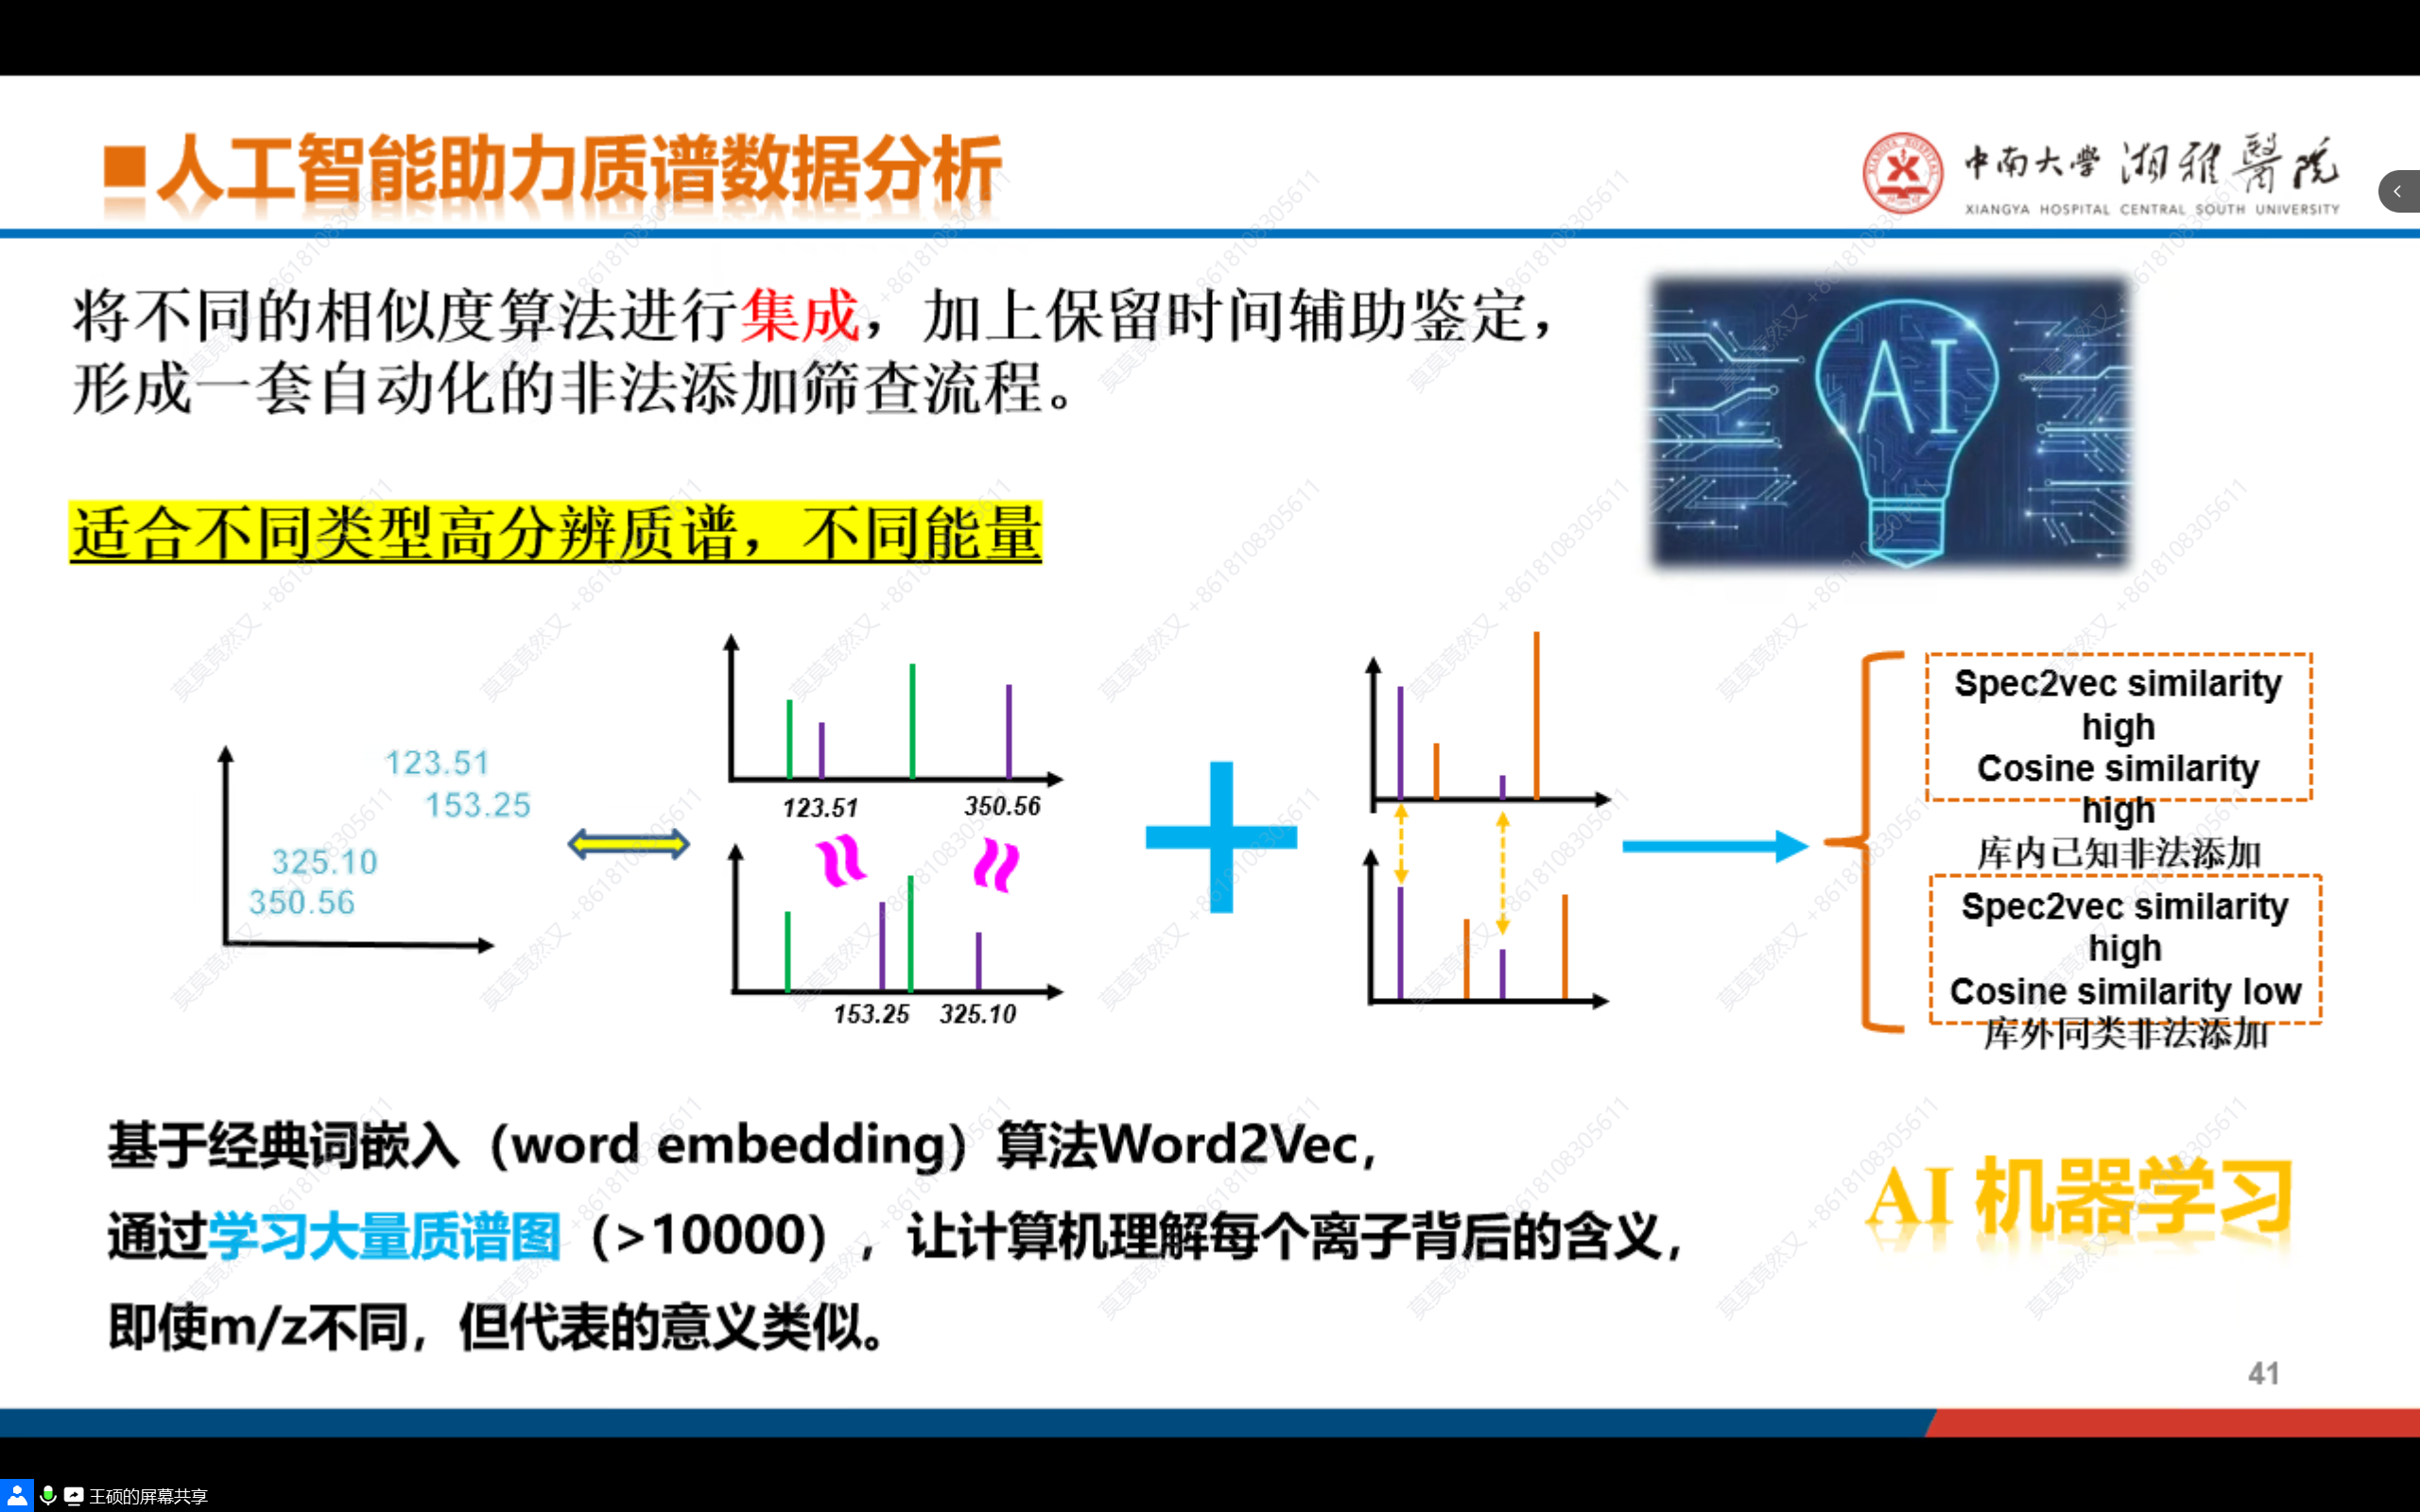 ■人工智能助力质谱数据分析
中南大学 湘雅醫院
XIANGYA HOSPITAL CENTRAL SOUTH UNIVERSITY
将不同的相似度算法进行集成，加上保留时间辅助鉴定，
形成一套自动化的非法添加筛查流程。
AI
适合不同类型高分辨质谱，不同能量
123.51
153.25
325.10
350.56
123.51 350.56
153.25 325.10
Spec2vec similarity
high
Cosine similarity
high
库内已知非法添加
Spec2vec similarity
high
Cosine similarity low
库外同类非法添加
基于经典词嵌入（word embedding）算法Word2Vec，
通过学习大量质谱图（>10000），让计算机理解每个离子背后的含义，
即使m/z不同，但代表的意义类似。
AI 机器学习
41
王硕的屏幕共享
莫莫竟然又 +8618108305611